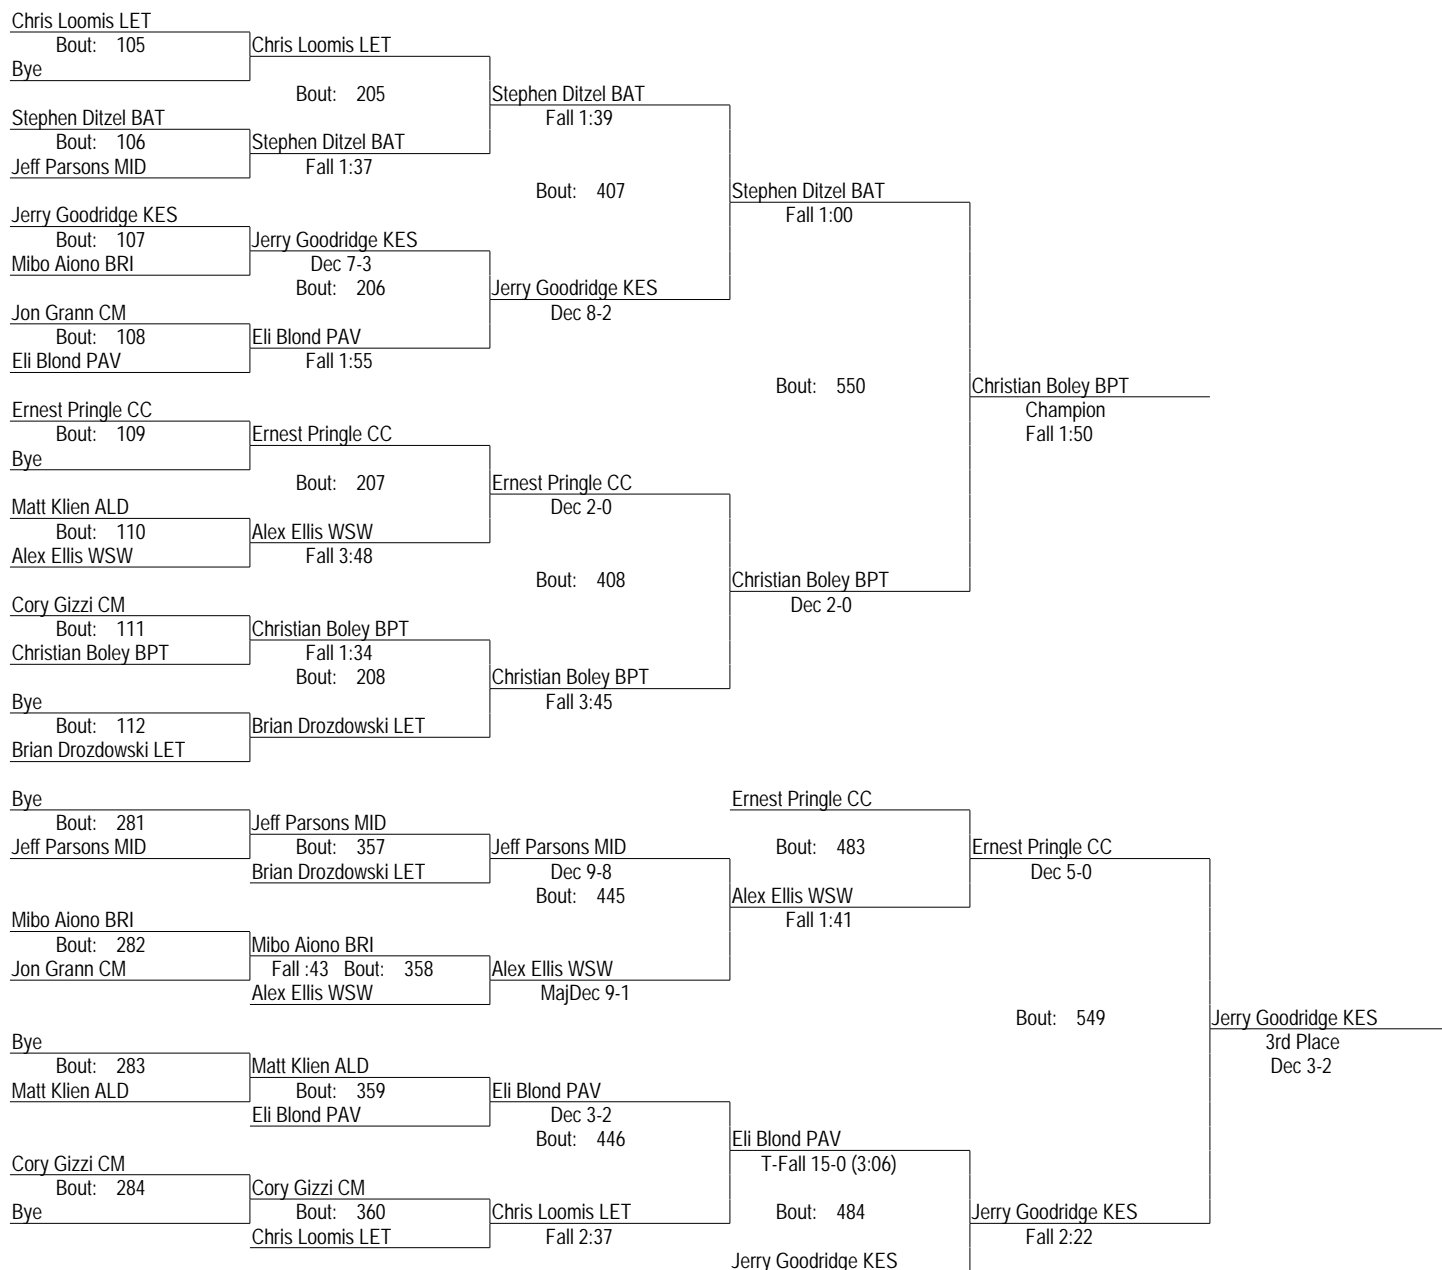 Chris Loomis LET
Bout: 105
Chris Loomis LET
Bye
Bout: 205
Stephen Ditzel BAT
Stephen Ditzel BAT
Fall 1:39
Bout: 106
Stephen Ditzel BAT
Jeff Parsons MID
Fall 1:37
Bout: 407
Stephen Ditzel BAT
Jerry Goodridge KES
Fall 1:00
Bout: 107
Jerry Goodridge KES
Mibo Aiono BRI
Dec 7-3
Bout: 206
Jerry Goodridge KES
Jon Grann CM
Dec 8-2
Bout: 108
Eli Blond PAV
Eli Blond PAV
Fall 1:55
Bout: 550
Christian Boley BPT
Ernest Pringle CC
Champion
Bout: 109
Ernest Pringle CC
Fall 1:50
Bye
Bout: 207
Ernest Pringle CC
Matt Klien ALD
Dec 2-0
Bout: 110
Alex Ellis WSW
Alex Ellis WSW
Fall 3:48
Bout: 408
Christian Boley BPT
Cory Gizzi CM
Dec 2-0
Bout: 111
Christian Boley BPT
Christian Boley BPT
Fall 1:34
Bout: 208
Christian Boley BPT
Bye
Fall 3:45
Bout: 112
Brian Drozdowski LET
Brian Drozdowski LET
Bye
Ernest Pringle CC
Bout: 281
Jeff Parsons MID
Jeff Parsons MID
Bout: 357
Jeff Parsons MID
Bout: 483
Ernest Pringle CC
Brian Drozdowski LET
Dec 9-8
Dec 5-0
Bout: 445
Alex Ellis WSW
Mibo Aiono BRI
Fall 1:41
Bout: 282
Mibo Aiono BRI
Jon Grann CM
Fall :43 Bout: 358
Alex Ellis WSW
Alex Ellis WSW
MajDec 9-1
Bout: 549
Jerry Goodridge KES
Bye
3rd Place
Bout: 283
Matt Klien ALD
Dec 3-2
Matt Klien ALD
Bout: 359
Eli Blond PAV
Eli Blond PAV
Dec 3-2
Bout: 446
Eli Blond PAV
Cory Gizzi CM
T-Fall 15-0 (3:06)
Bout: 284
Cory Gizzi CM
Bye
Bout: 360
Chris Loomis LET
Bout: 484
Jerry Goodridge KES
Chris Loomis LET
Fall 2:37
Fall 2:22
Jerry Goodridge KES